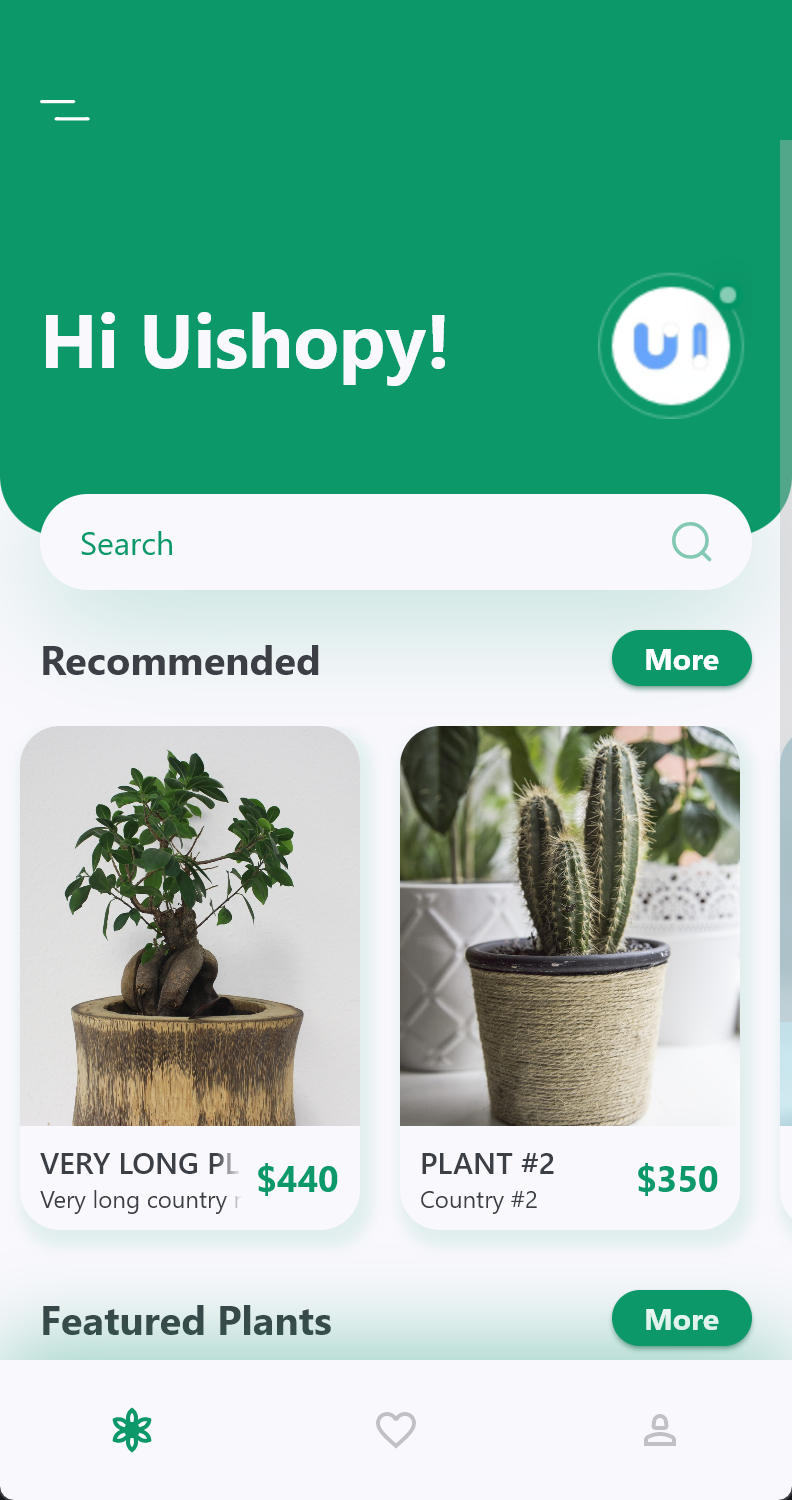 Hi Uishopy!
UI
Search
Recommended
More
VERY LONG PL
Very long country
$440
PLANT #2
Country #2
$350
Featured Plants
More